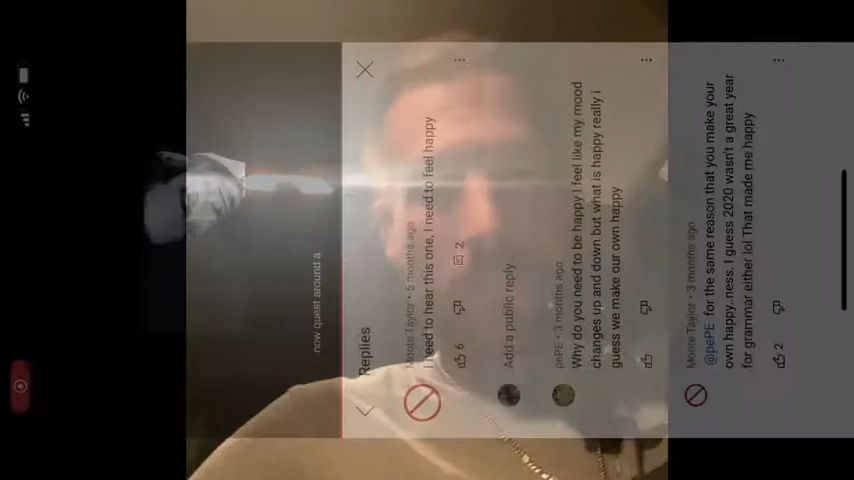 now quest around a
Replies
Monte Taylor • 5 months ago
I need to hear this one, I need to feel happy
6
2
Add a public reply
pePE • 3 months ago
Why do you need to be happy I feel like my mood
changes up and down but what is happy really i
guess we make our own happy
Monte Taylor • 3 months ago
@pePE for the same reason that you make your
own happy..ness. I guess 2020 wasn't a great year
for grammar either lol That made me happy
2